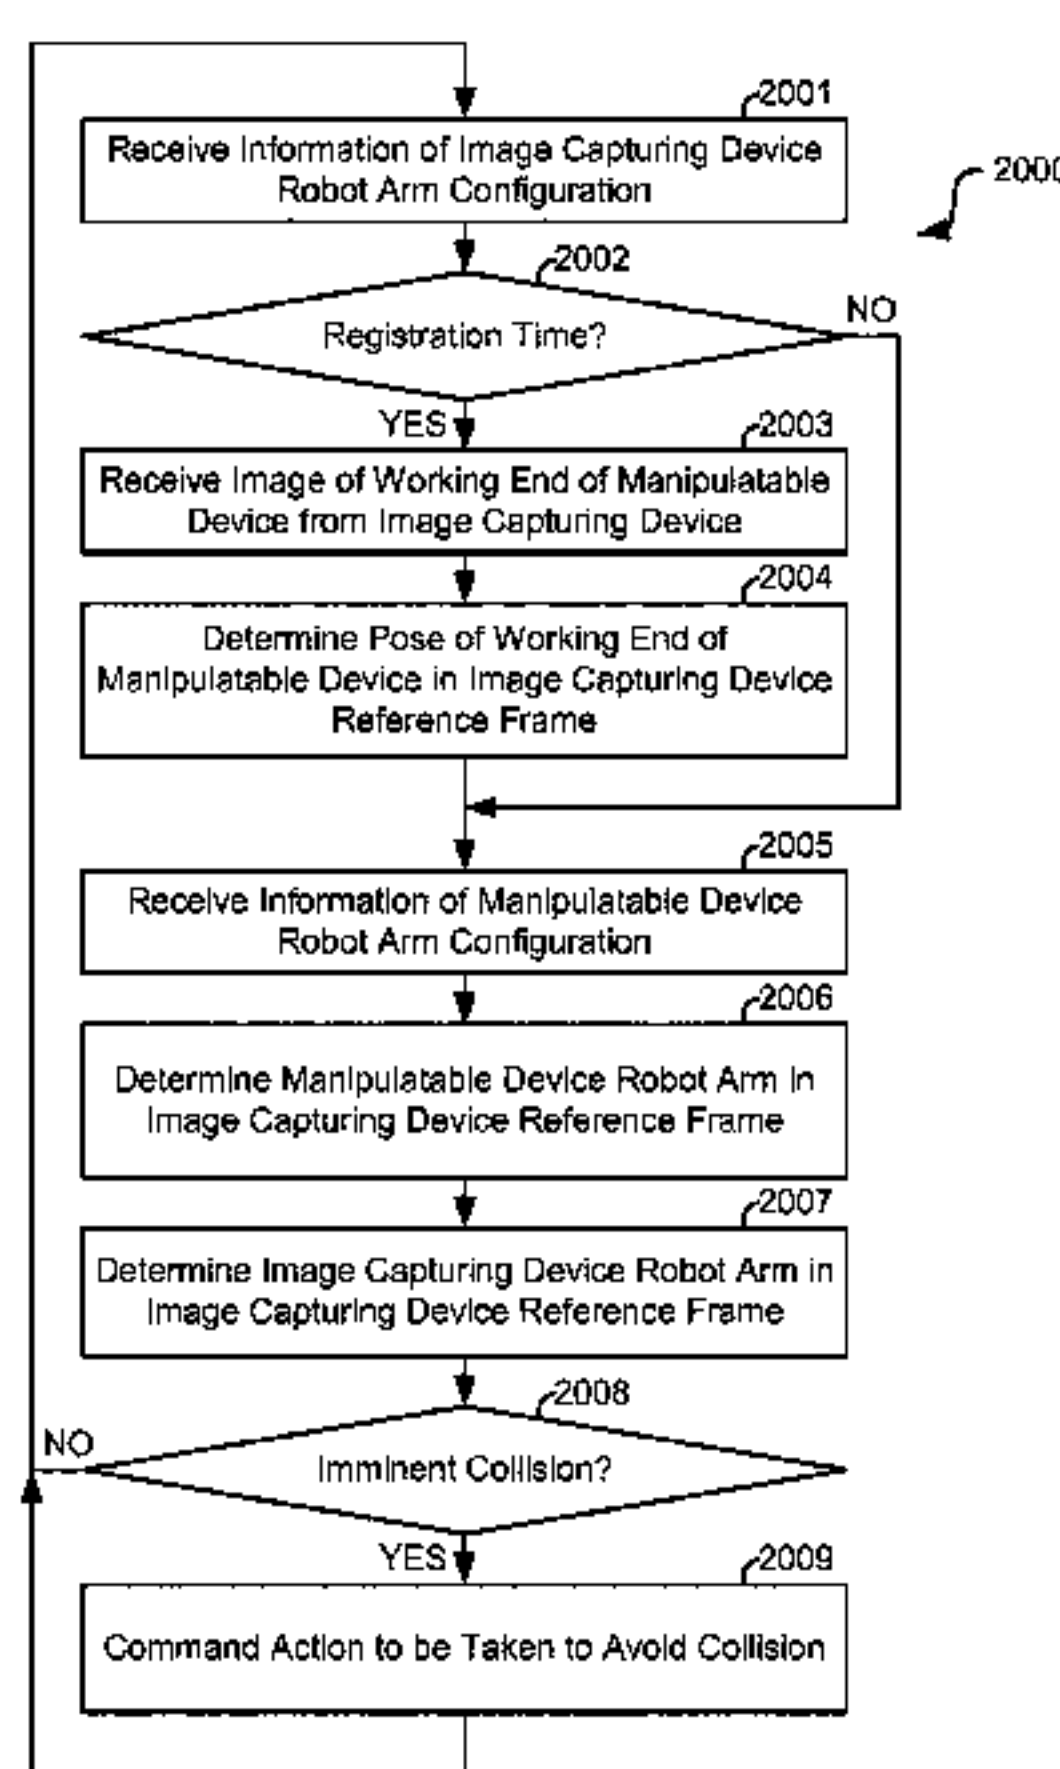 2001
Receive Information of Image Capturing Device
Robot Arm Configuration
2000
2002
Registration Time?
NO
YES
2003
Receive Image of Working End of Manipulatable
Device from Image Capturing Device
2004
Determine Pose of Working End of
Manipulatable Device in Image Capturing Device
Reference Frame
2005
Receive Information of Manipulatable Device
Robot Arm Configuration
2006
Determine Manipulatable Device Robot Arm in
Image Capturing Device Reference Frame
2007
Determine Image Capturing Device Robot Arm in
Image Capturing Device Reference Frame
2008
NO
Imminent Collision?
YES
2009
Command Action to be Taken to Avoid Collision